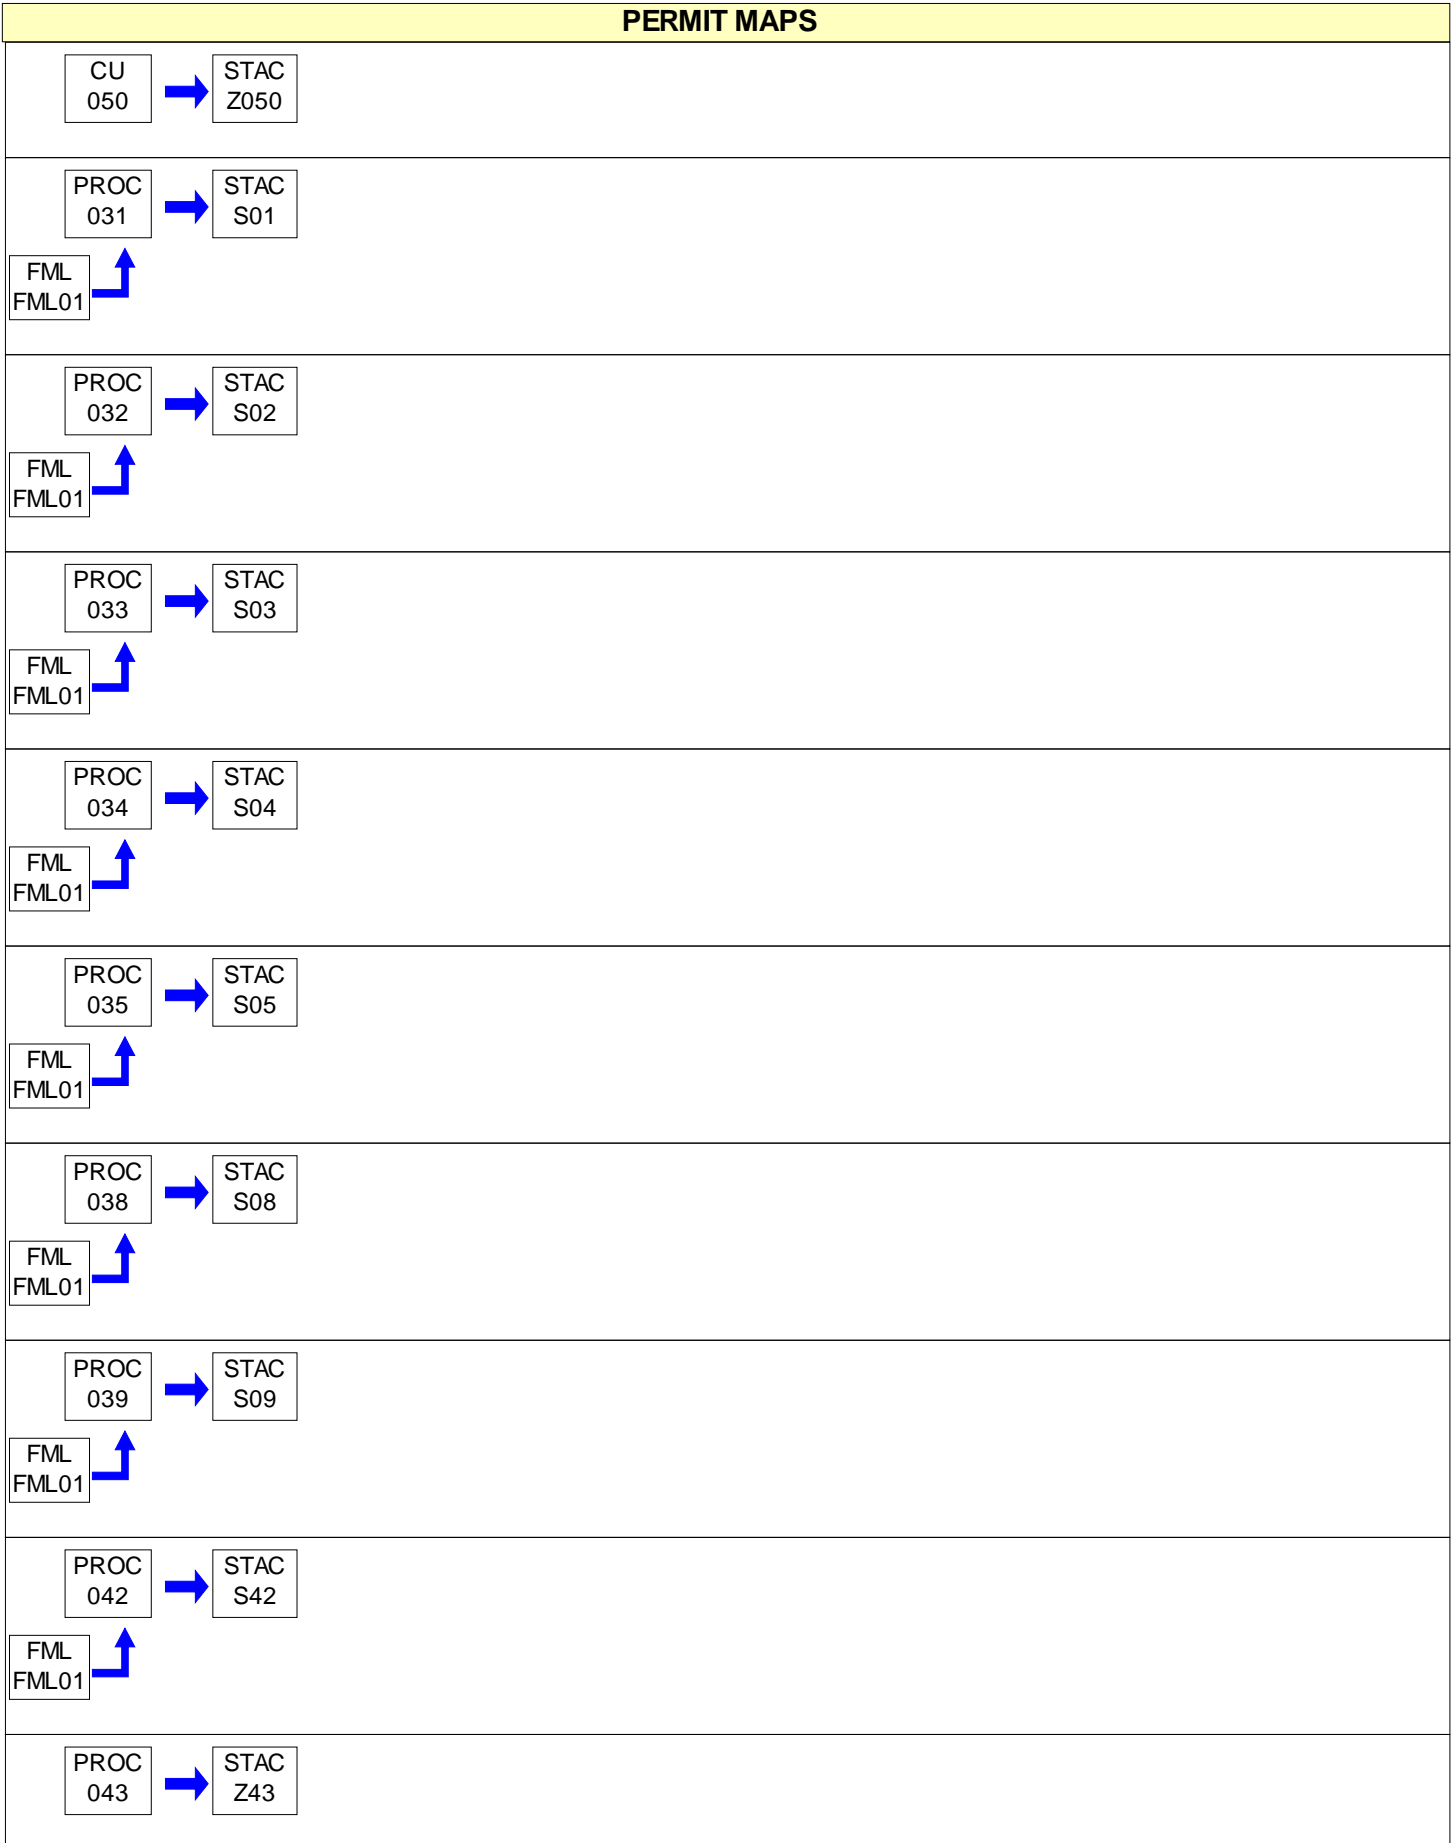 PERMIT MAPS
CU
050
STAC
Z050
PROC
031
STAC
S01
FML
FML01
PROC
032
STAC
S02
FML
FML01
PROC
033
STAC
S03
FML
FML01
PROC
034
STAC
S04
FML
FML01
PROC
035
STAC
S05
FML
FML01
PROC
038
STAC
S08
FML
FML01
PROC
039
STAC
S09
FML
FML01
PROC
042
STAC
S42
FML
FML01
PROC
043
STAC
Z43